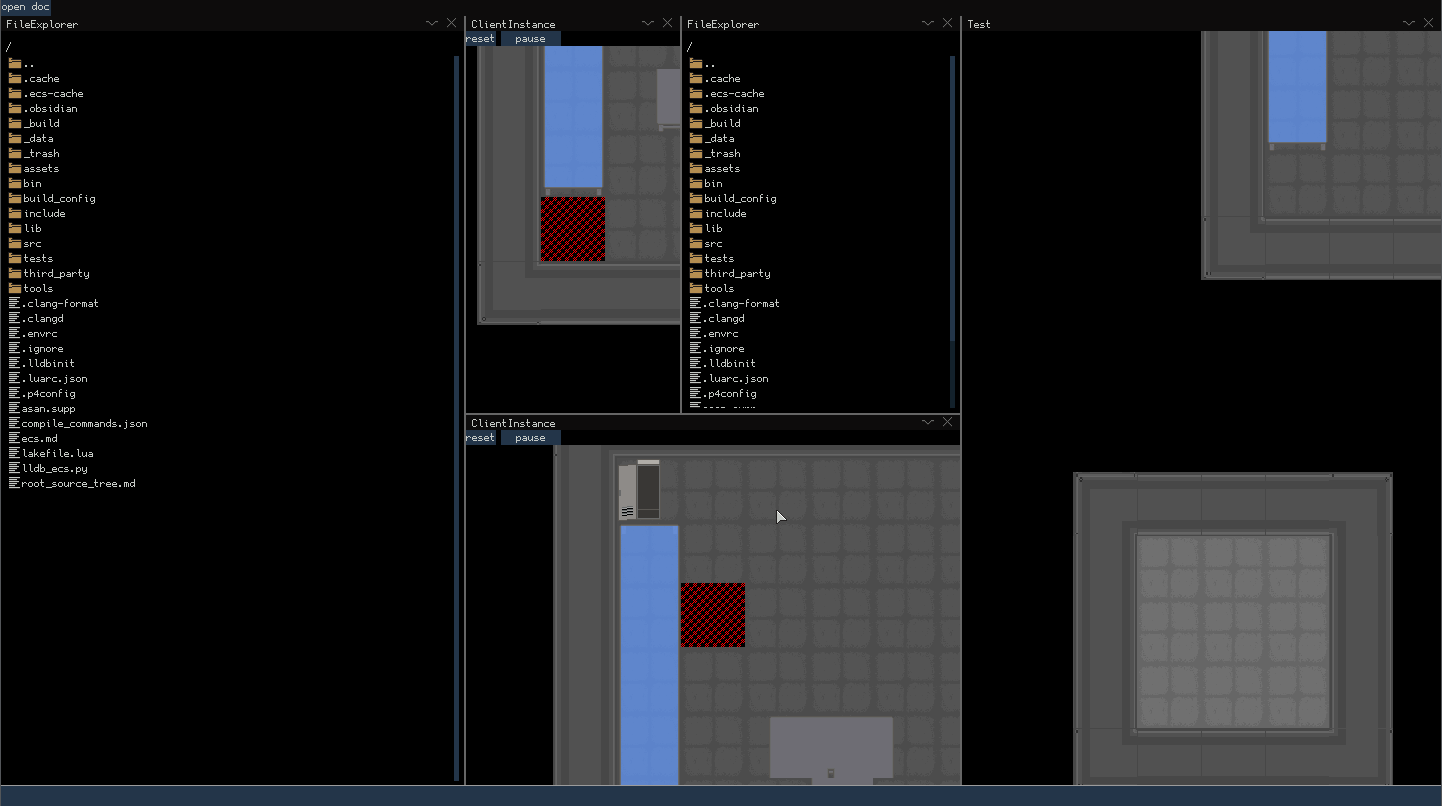 open doc
FileExplorer
/
..
.cache
.ecs-cache
.obsidian
_build
_data
_trash
assets
bin
build_config
include
lib
src
tests
third_party
tools
.clang-format
.clangd
.envrc
.ignore
.lldbinit
.luarc.json
.p4config
asan.supp
compile_commands.json
ecs.md
lakefile.lua
lldb_ecs.py
root_source_tree.md
ClientInstance
reset pause
FileExplorer
/
..
.cache
.ecs-cache
.obsidian
_build
_data
_trash
assets
bin
build_config
include
lib
src
tests
third_party
tools
.clang-format
.clangd
.envrc
.ignore
.lldbinit
.luarc.json
.p4config
ClientInstance
reset pause
Test